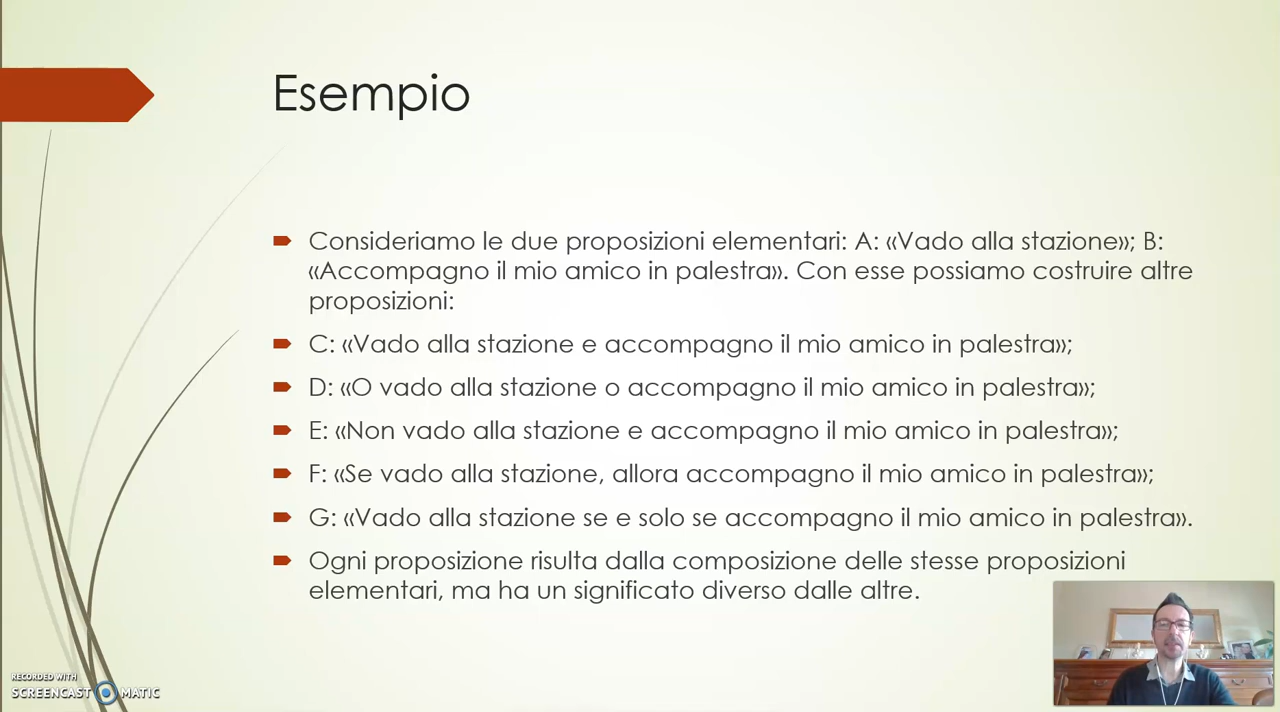 Esempio
Consideriamo le due proposizioni elementari: A: «Vado alla stazione»; B:
«Accompagno il mio amico in palestra». Con esse possiamo costruire altre
proposizioni:
C: «Vado alla stazione e accompagno il mio amico in palestra»;
D: «O vado alla stazione o accompagno il mio amico in palestra»;
E: «Non vado alla stazione e accompagno il mio amico in palestra»;
F: «Se vado alla stazione, allora accompagno il mio amico in palestra»;
G: «Vado alla stazione se e solo se accompagno il mio amico in palestra».
Ogni proposizione risulta dalla composizione delle stesse proposizioni
elementari, ma ha un significato diverso dalle altre.
RECORDED WITH
SCREENCAST MATIC